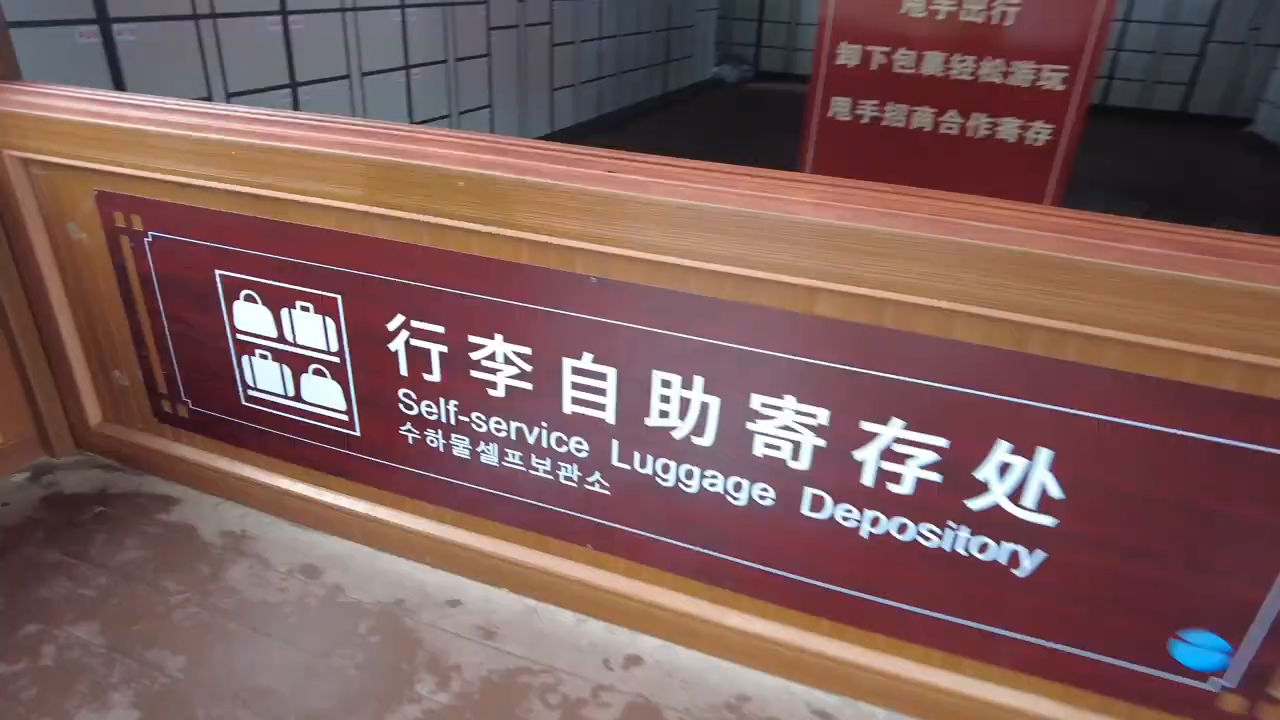 甩手出行
卸下包裹轻松游玩
甩手招商合作寄存
行李自助寄存处
Self-service Luggage Depository
수하물셀프보관소